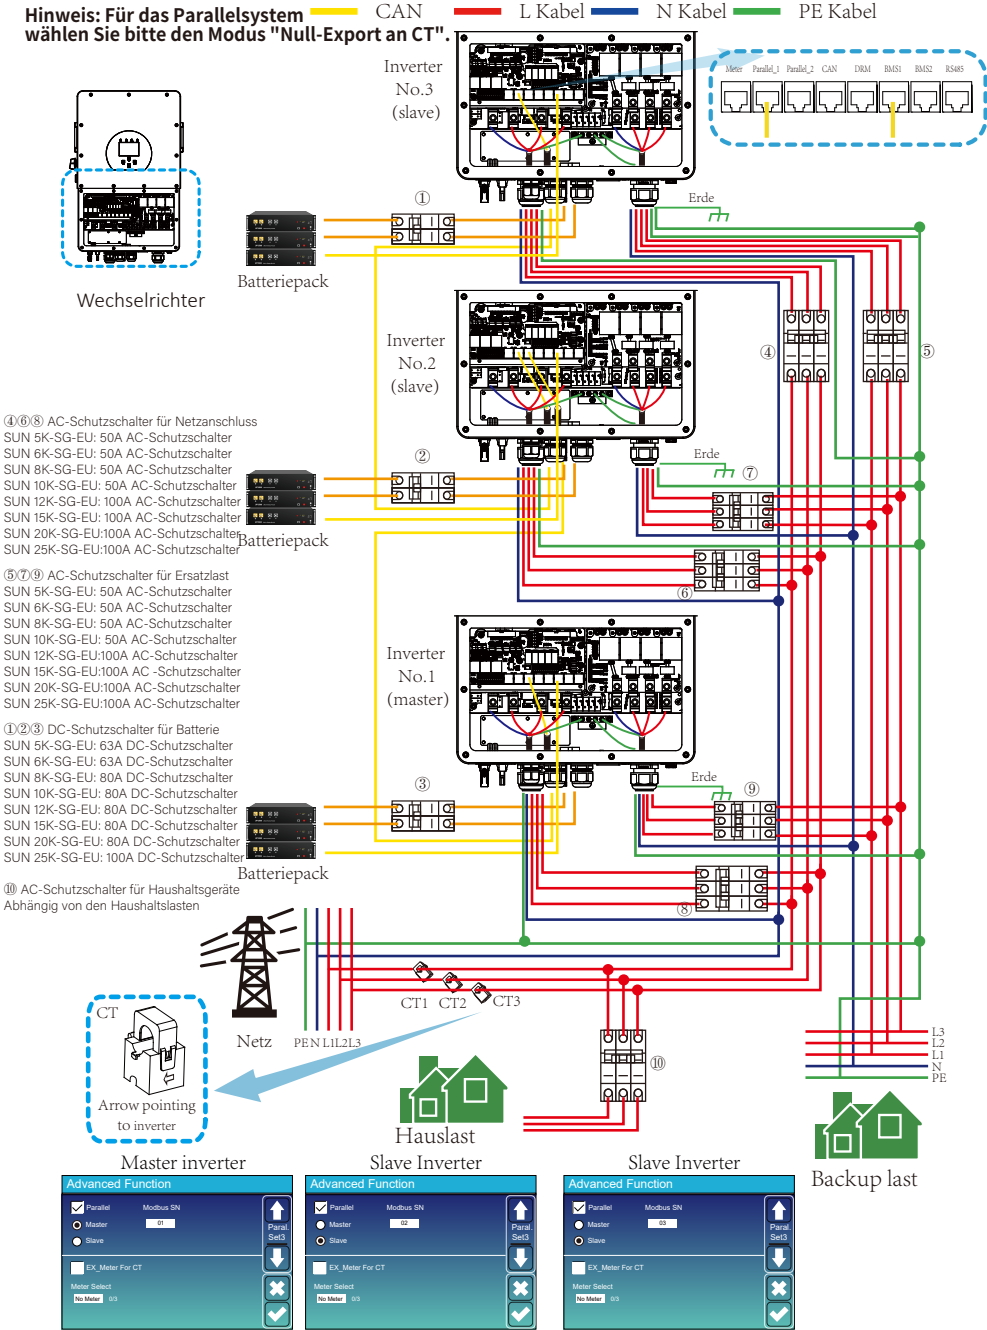 Hinweis: Für das Parallelsystem
wählen Sie bitte den Modus "Null-Export an CT".
CAN
L Kabel
N Kabel
PE Kabel
Inverter
No.3
(slave)
Meter
Parallel_1
Parallel_2
CAN
DRM
BMS1
BMS2
RS485
Wechselrichter
①
Batteriepack
Erde
Inverter
No.2
(slave)
④
⑤
④⑥⑧ AC-Schutzschalter für Netzanschluss
SUN 5K-SG-EU: 50A AC-Schutzschalter
SUN 6K-SG-EU: 50A AC-Schutzschalter
SUN 8K-SG-EU: 50A AC-Schutzschalter
SUN 10K-SG-EU: 50A AC-Schutzschalter
SUN 12K-SG-EU: 100A AC-Schutzschalter
SUN 15K-SG-EU: 100A AC-Schutzschalter
SUN 20K-SG-EU:100A AC-Schutzschalter
SUN 25K-SG-EU:100A AC-Schutzschalter
②
Batteriepack
Erde
⑦
⑥
⑤⑦⑨ AC-Schutzschalter für Ersatzlast
SUN 5K-SG-EU: 50A AC-Schutzschalter
SUN 6K-SG-EU: 50A AC-Schutzschalter
SUN 8K-SG-EU: 50A AC-Schutzschalter
SUN 10K-SG-EU: 50A AC-Schutzschalter
SUN 12K-SG-EU:100A AC-Schutzschalter
SUN 15K-SG-EU:100A AC -Schutzschalter
SUN 20K-SG-EU:100A AC-Schutzschalter
SUN 25K-SG-EU:100A AC-Schutzschalter
Inverter
No.1
(master)
①②③ DC-Schutzschalter für Batterie
SUN 5K-SG-EU: 63A DC-Schutzschalter
SUN 6K-SG-EU: 63A DC-Schutzschalter
SUN 8K-SG-EU: 80A DC-Schutzschalter
SUN 10K-SG-EU: 80A DC-Schutzschalter
SUN 12K-SG-EU: 80A DC-Schutzschalter
SUN 15K-SG-EU: 80A DC-Schutzschalter
SUN 20K-SG-EU: 80A DC-Schutzschalter
SUN 25K-SG-EU: 100A DC-Schutzschalter
③
Batteriepack
Erde
⑨
⑧
⑩ AC-Schutzschalter für Haushaltsgeräte
Abhängig von den Haushaltslasten
CT1
CT2
CT3
Netz
PE N L1 L2 L3
CT
Arrow pointing
to inverter
⑩
Hauslast
L3
L2
L1
N
PE
Backup last
Master inverter
Advanced Function
Parallel
Modbus SN
Master
01
Slave
Paral.
Set3
EX_Meter For CT
Meter Select
No Meter
0/3
Slave Inverter
Advanced Function
Parallel
Modbus SN
Master
02
Slave
Paral.
Set3
EX_Meter For CT
Meter Select
No Meter
0/3
Slave Inverter
Advanced Function
Parallel
Modbus SN
Master
03
Slave
Paral.
Set3
EX_Meter For CT
Meter Select
No Meter
0/3